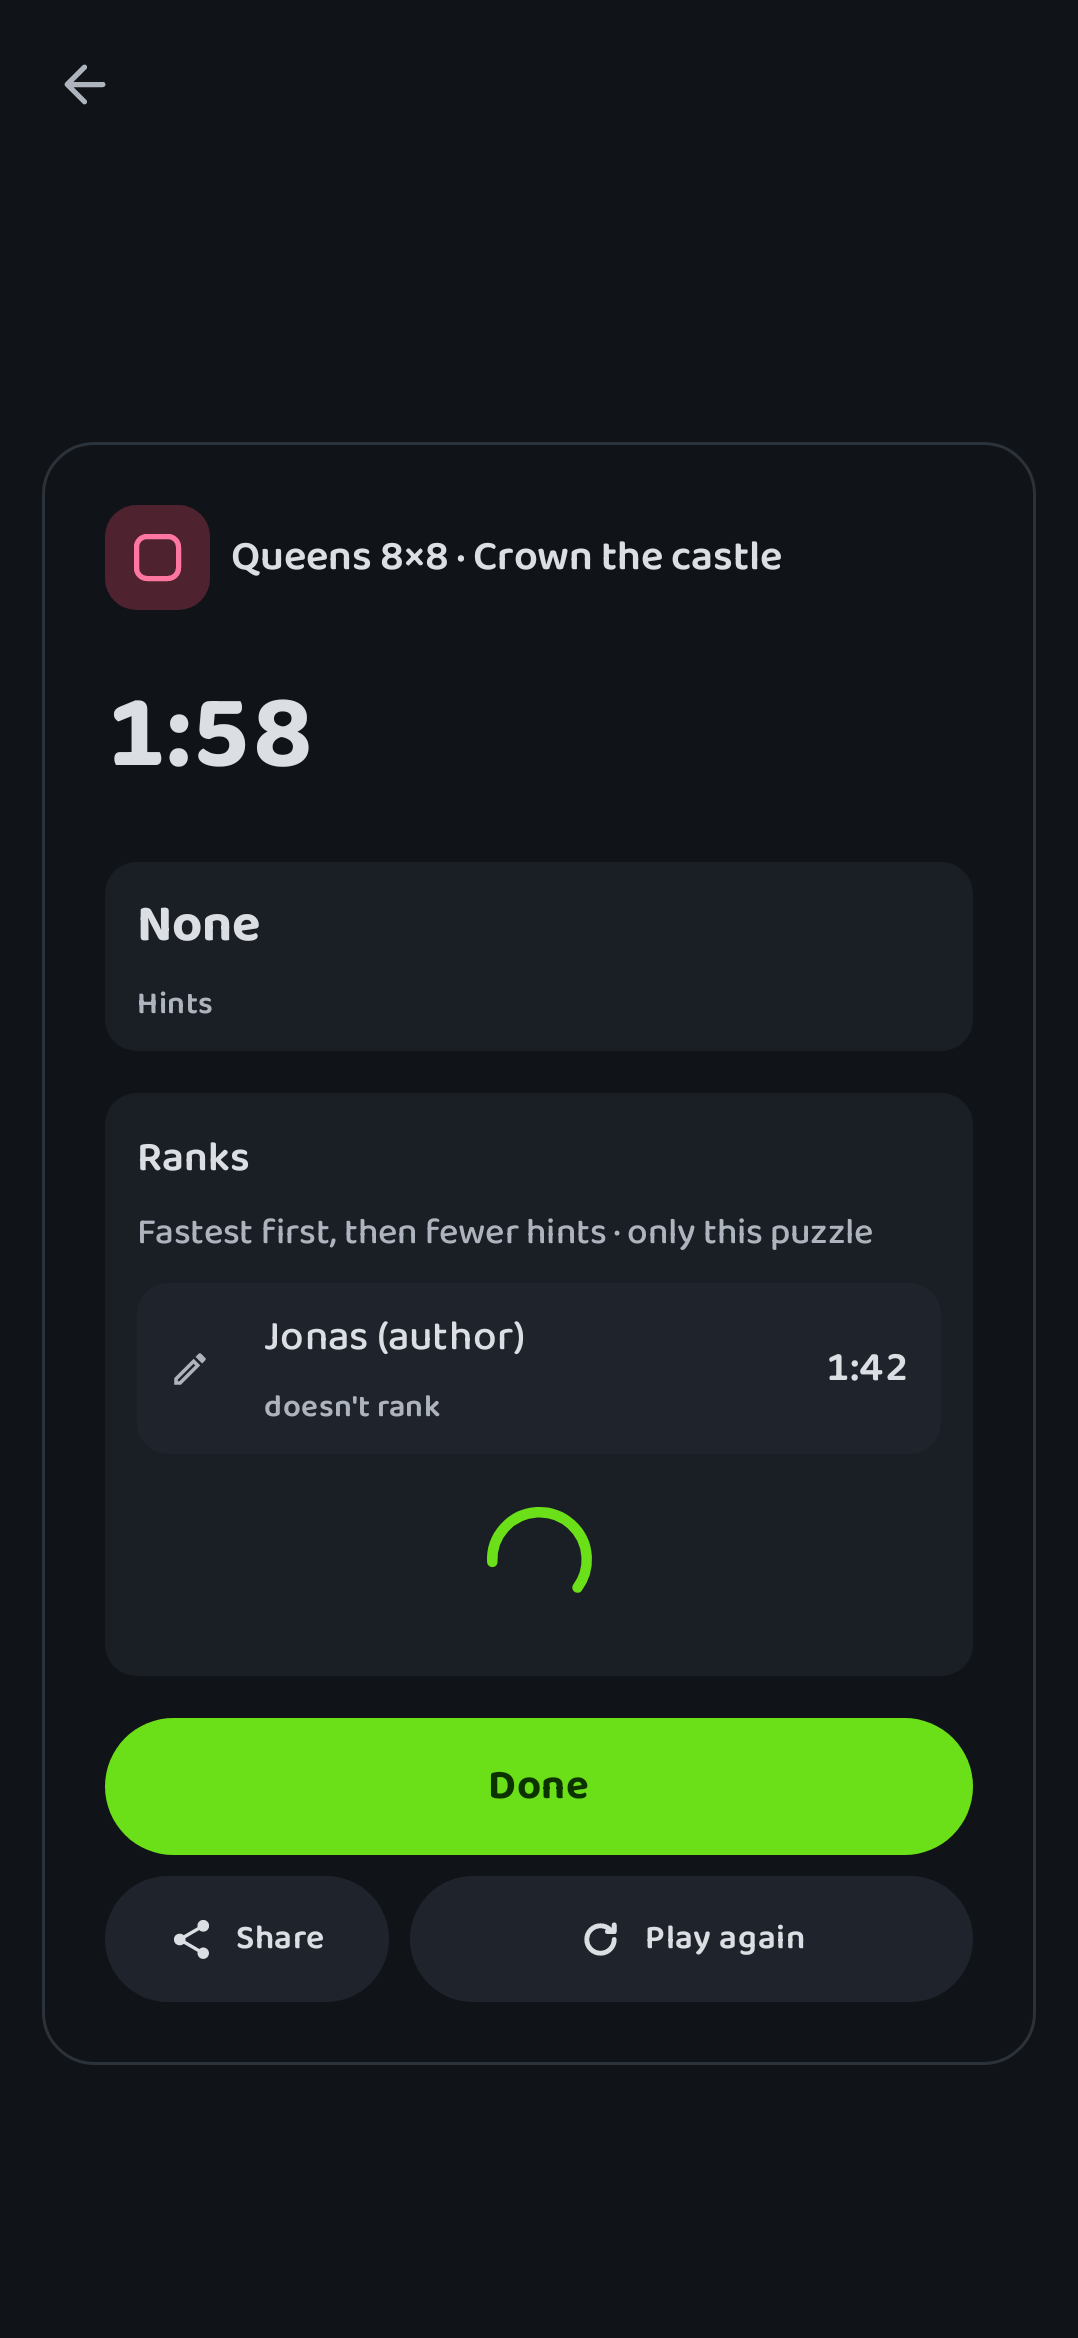 Queens 8×8 · Crown the castle
1:58
None
Hints
Ranks
Fastest first, then fewer hints · only this puzzle
Jonas (author)
doesn't rank
1:42
Done
Share
Play again